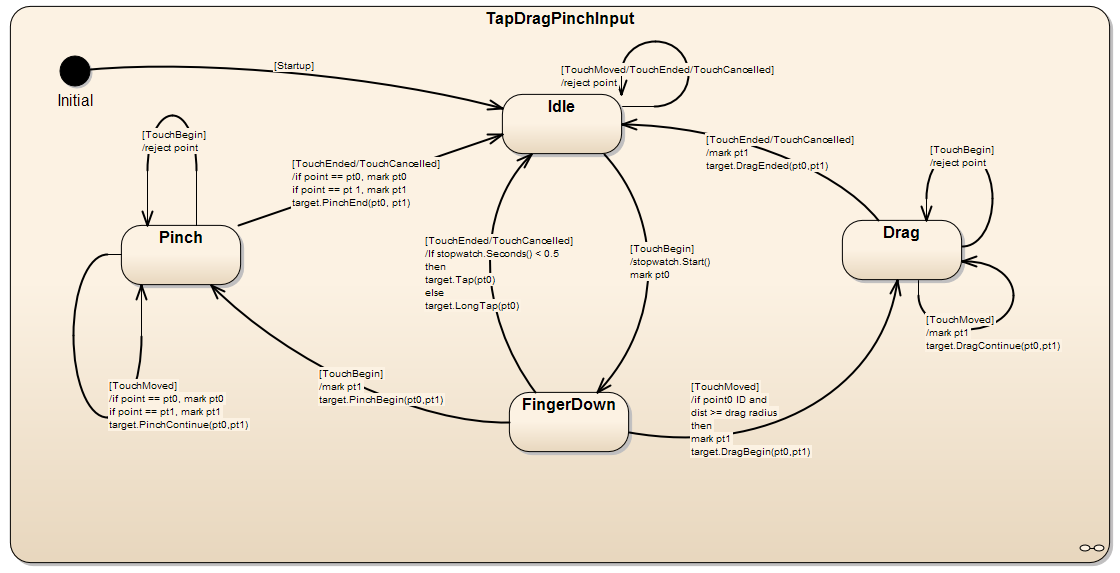 TapDragPinchInput
Initial
[Startup]
[TouchMoved/TouchEnded/TouchCancelled]
/reject point
Idle
[TouchBegin]
/reject point
[TouchEnded/TouchCancelled]
/if point == pt0, mark pt0
if point == pt 1, mark pt1
target.PinchEnd(pt0, pt1)
[TouchEnded/TouchCancelled]
/mark pt1
target.DragEnded(pt0,pt1)
[TouchBegin]
/reject point
Pinch
Drag
[TouchEnded/TouchCancelled]
/If stopwatch.Seconds() < 0.5
then
target.Tap(pt0)
else
target.LongTap(pt0)
[TouchBegin]
/stopwatch.Start()
mark pt0
[TouchMoved]
/mark pt1
target.DragContinue(pt0,pt1)
[TouchMoved]
/if point == pt0, mark pt0
if point == pt1, mark pt1
target.PinchContinue(pt0,pt1)
[TouchBegin]
/mark pt1
target.PinchBegin(pt0,pt1)
FingerDown
[TouchMoved]
/if point0 ID and
dist >= drag radius
then
mark pt1
target.DragBegin(pt0,pt1)